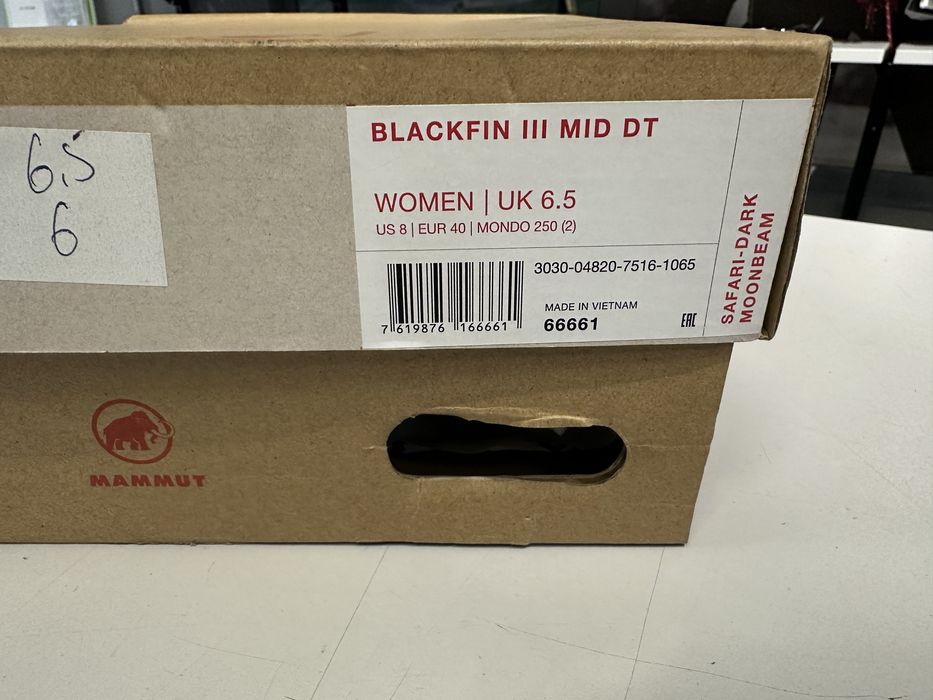 6.5
6
BLACKFIN III MID DT
WOMEN | UK 6.5
US 8 | EUR 40 | MONDO 250 (2)
3030-04820-7516-1065
MADE IN VIETNAM
66661
EAC
7 619876 166661
SAFARI-DARK
MOONBEAM
MAMMUT